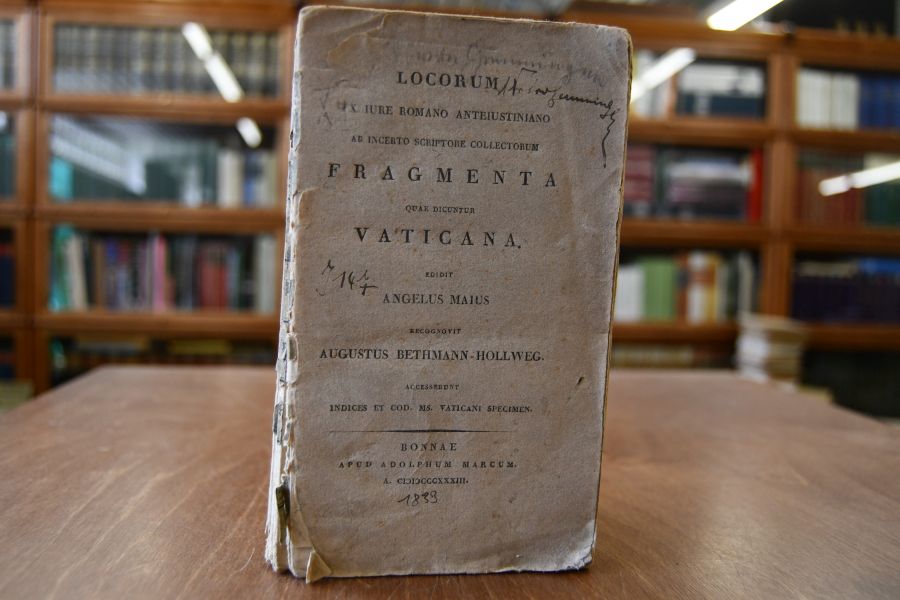 LOCORUM
EX IURE ROMANO ANTEIUSTINIANO
AB INCERTO SCRIPTORE COLLECTORUM
FRAGMENTA
QUAE DICUNTUR
VATICANA.
EDIDIT
ANGELUS MAIUS
RECOGNOVIT
AUGUSTUS BETHMANN-HOLLWEG.
ACCESSERUNT
INDICES ET COD. MS. VATICANI SPECIMEN.
BONNAE
APUD ADOLPHUM MARCUM.
A. CIƆIƆCCCXXXIII.
1833